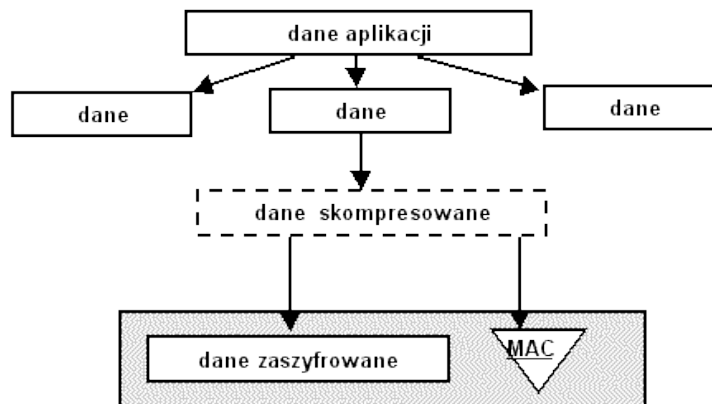 dane aplikacji
dane
dane
dane
dane skompresowane
dane zaszyfrowane
MAC